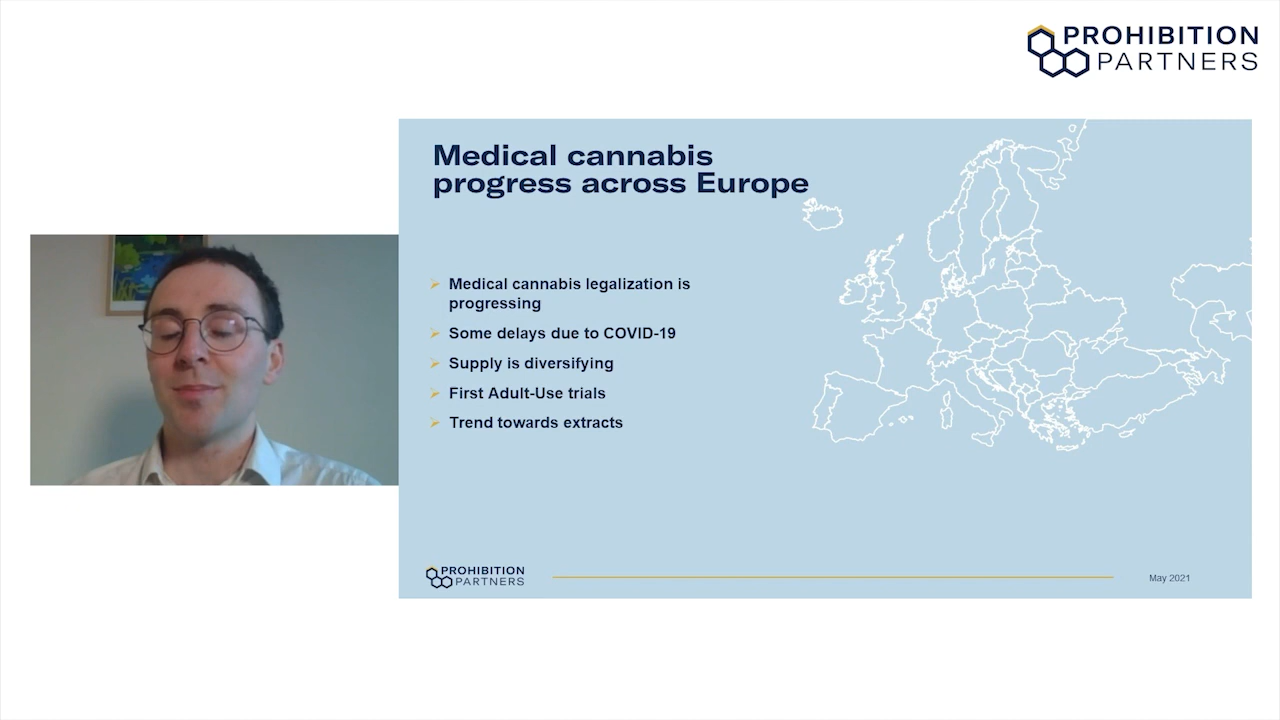 PROHIBITION
PARTNERS
Medical cannabis
progress across Europe
Medical cannabis legalization is
progressing
Some delays due to COVID-19
Supply is diversifying
First Adult-Use trials
Trend towards extracts
PROHIBITION
PARTNERS
May 2021